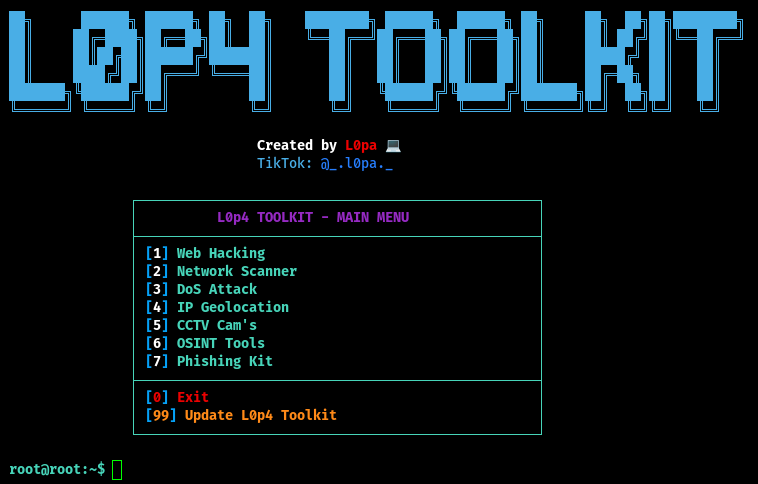 L0P4 TOOLKIT
Created by L0pa 💻
TikTok: @_.l0pa._
L0p4 TOOLKIT - MAIN MENU
[1] Web Hacking
[2] Network Scanner
[3] DoS Attack
[4] IP Geolocation
[5] CCTV Cam's
[6] OSINT Tools
[7] Phishing Kit
[0] Exit
[99] Update L0p4 Toolkit
root@root:~$